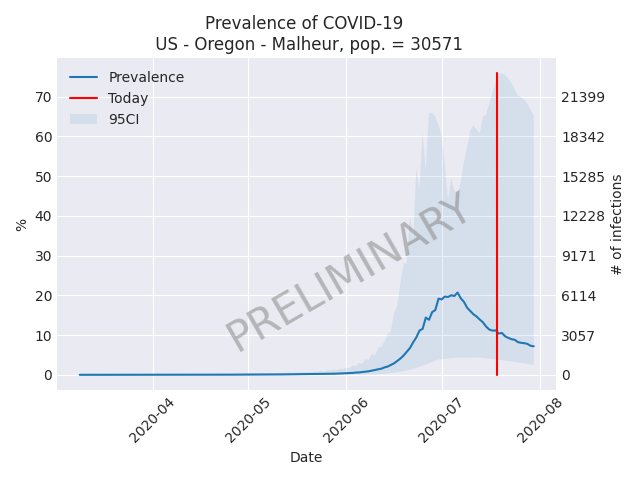 Prevalence of COVID-19
US - Oregon - Malheur, pop. = 30571
Prevalence
Today
95CI
70
60
50
40
30
20
10
0
%
21399
18342
15285
12228
9171
6114
3057
0
# of infections
PRELIMINARY
2020-04
2020-05
2020-06
2020-07
2020-08
Date